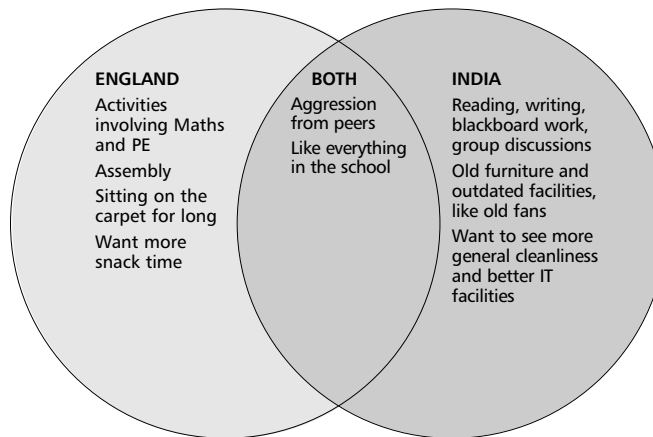 ENGLAND
Activities
involving Maths
and PE
Assembly
Sitting on the
carpet for long
Want more
snack time
BOTH
Aggression
from peers
Like everything
in the school
INDIA
Reading, writing,
blackboard work,
group discussions
Old furniture and
outdated facilities,
like old fans
Want to see more
general cleanliness
and better IT
facilities